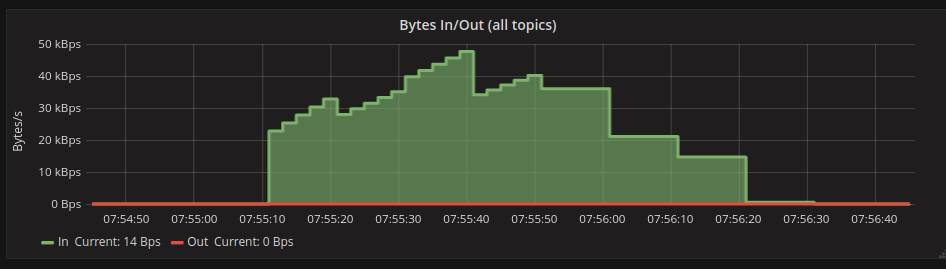 Bytes In/Out (all topics)
50 kBps
40 kBps
30 kBps
20 kBps
10 kBps
0 Bps
Bytes/s
07:54:50 07:55:00 07:55:10 07:55:20 07:55:30 07:55:40 07:55:50 07:56:00 07:56:10 07:56:20 07:56:30 07:56:40
In Current: 14 Bps Out Current: 0 Bps